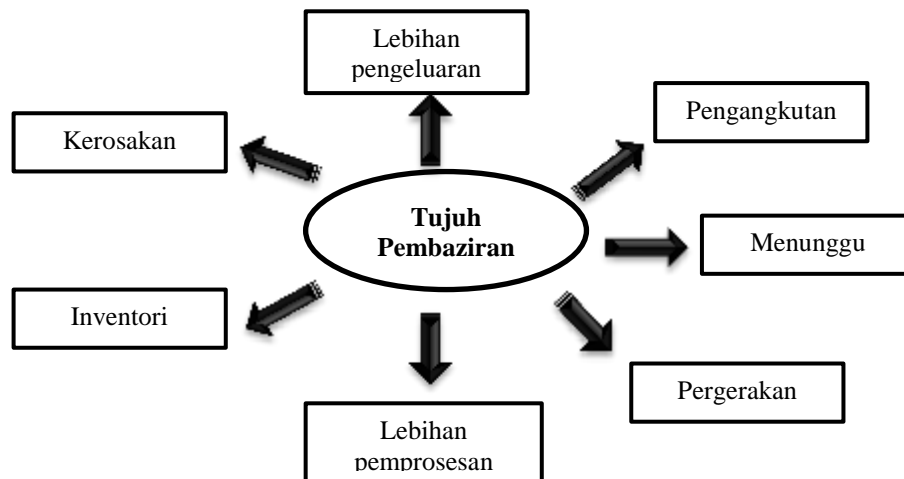 Lebihan
pengeluaran
Pengangkutan
Kerosakan
Tujuh
Pembaziran
Menunggu
Inventori
Pergerakan
Lebihan
pemprosesan